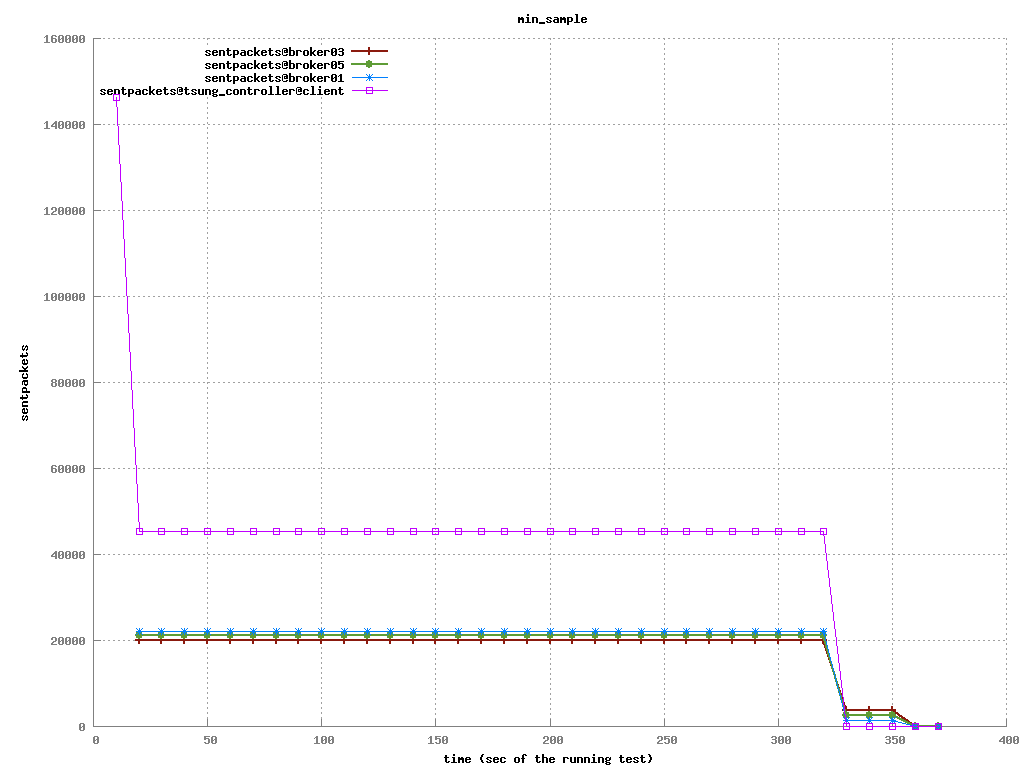 min_sample
160000
sentpackets@broker03
sentpackets@broker05
sentpackets@broker01
sentpackets@tsung_controller@client
140000
120000
100000
80000
sentpackets
60000
40000
20000
0
0 50 100 150 200 250 300 350 400
time (sec of the running test)